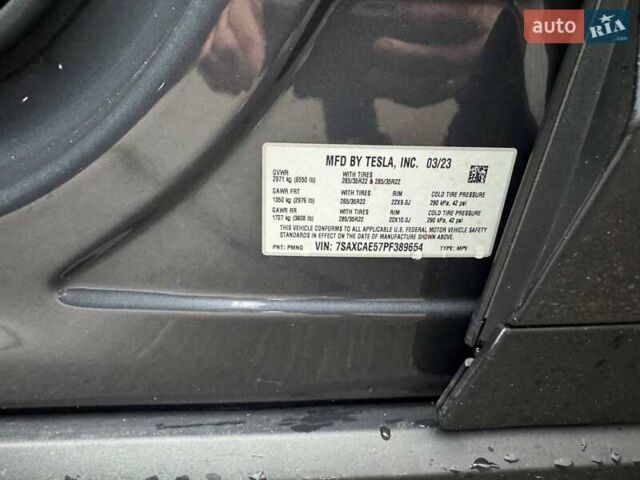 auto RIA .com
MFD BY TESLA, INC. 03/23
GVWR
2971 kg (6550 lb)
WITH TIRES
265/35R22 & 285/35R22
GAWR FRT WITH TIRES RIM COLD TIRE PRESSURE
1350 kg (2976 lb) 265/35R22 22X9.0J 290 kPa, 42 psi
GAWR RR WITH TIRES RIM COLD TIRE PRESSURE
1727 kg (3808 lb) 285/35R22 22X10.0J 290 kPa, 42 psi
THIS VEHICLE CONFORMS TO ALL APPLICABLE U.S. FEDERAL MOTOR VEHICLE SAFETY
STANDARDS IN EFFECT ON THE DATE OF MANUFACTURE SHOWN ABOVE.
PNT: PMNG VIN: 7SAXCAE57PF389654 TYPE: MPV